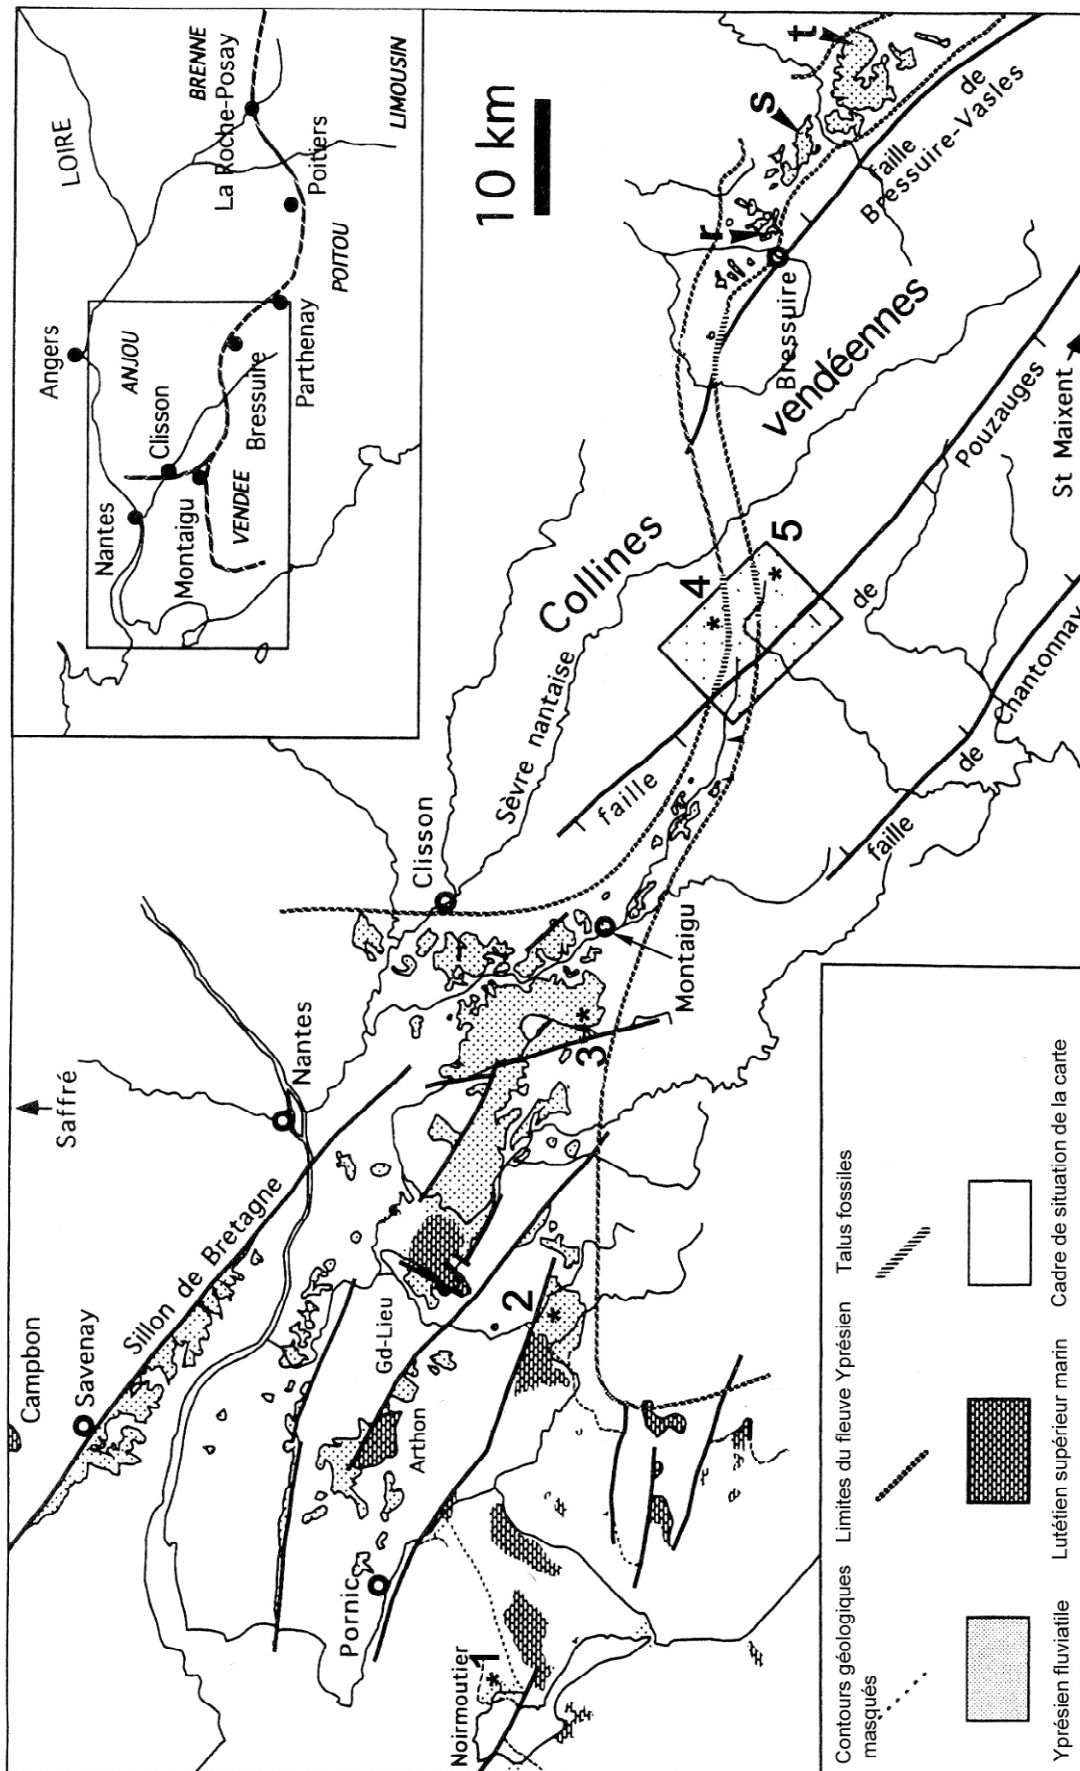 Campbon
Savenay
Saffré
Nantes
Sillon de Bretagne
Clisson
Sèvre nantaise
Pornic
Arthon
Gd-Lieu
Noirmoutier
1
2
3
4
5
Montaigu
Collines
vendéennes
faille
de
Pouzauges
faille
de
Chantonnay
St Maixent
Bressuire
faille
de
Bressuire-Vasles
r
s
t
10 km
Nantes
Angers
LOIRE
ANJOU
Clisson
Montaigu
VENDEE
Bressuire
Parthenay
POITOU
Poitiers
La Roche-Posay
BRENNE
LIMOUSIN
Contours géologiques
masqués
Limites du fleuve Yprésien
Talus fossiles
Yprésien fluviatile
Lutétien supérieur marin
Cadre de situation de la carte